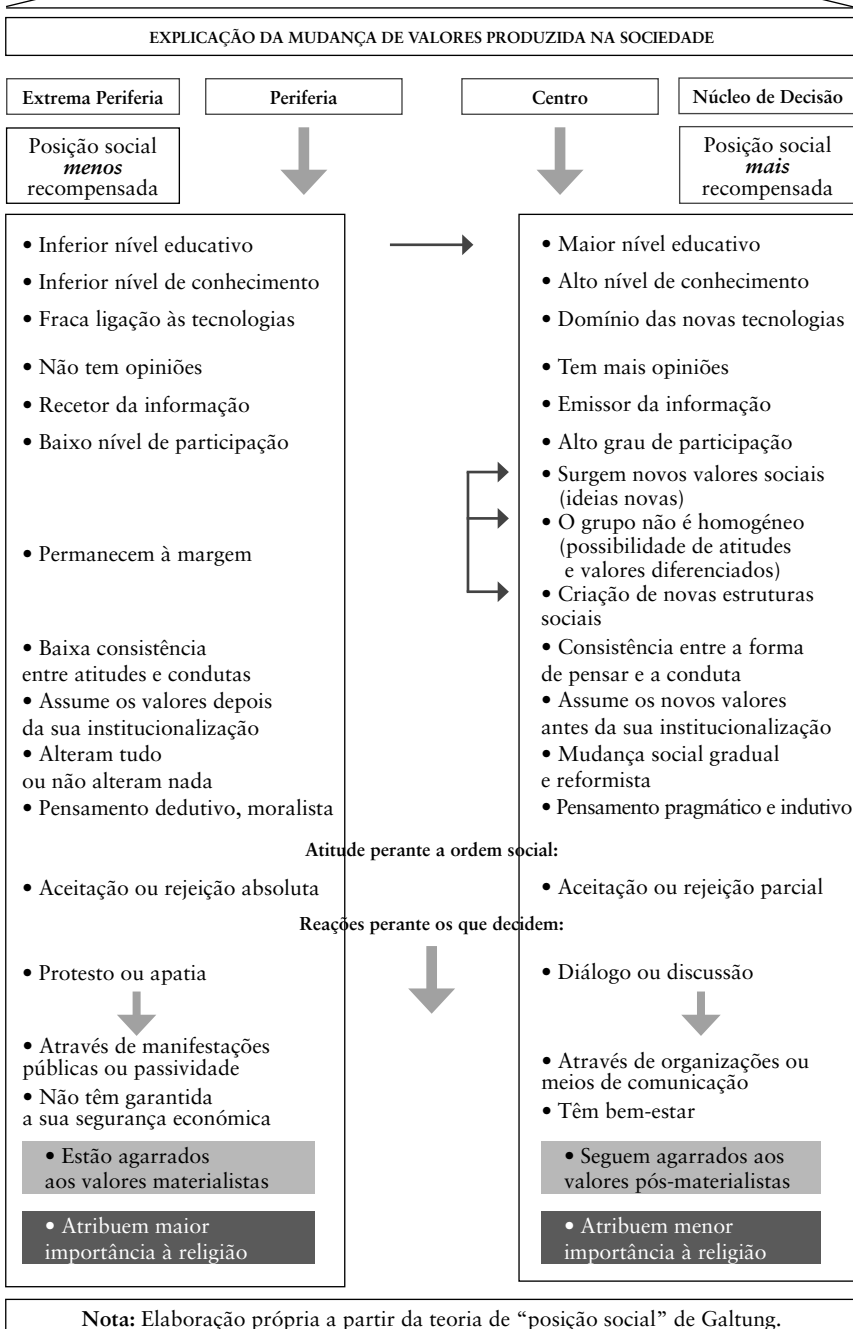 EXPLICAÇÃO DA MUDANÇA DE VALORES PRODUZIDA NA SOCIEDADE
Extrema Periferia
Periferia
Centro
Núcleo de Decisão
Posição social
menos
recompensada
Posição social
mais
recompensada
• Inferior nível educativo
• Inferior nível de conhecimento
• Fraca ligação às tecnologias
• Não tem opiniões
• Recetor da informação
• Baixo nível de participação
• Permanecem à margem
• Baixa consistência
entre atitudes e condutas
• Assume os valores depois
da sua institucionalização
• Alteram tudo
ou não alteram nada
• Pensamento dedutivo, moralista
• Maior nível educativo
• Alto nível de conhecimento
• Domínio das novas tecnologias
• Tem mais opiniões
• Emissor da informação
• Alto grau de participação
• Surgem novos valores sociais
(ideias novas)
• O grupo não é homogéneo
(possibilidade de atitudes
e valores diferenciados)
• Criação de novas estruturas
sociais
• Consistência entre a forma
de pensar e a conduta
• Assume os novos valores
antes da sua institucionalização
• Mudança social gradual
e reformista
• Pensamento pragmático e indutivo
Atitude perante a ordem social:
• Aceitação ou rejeição absoluta
• Aceitação ou rejeição parcial
Reações perante os que decidem:
• Protesto ou apatia
• Através de manifestações
públicas ou passividade
• Não têm garantida
a sua segurança económica
• Estão agarrados
aos valores materialistas
• Atribuem maior
importância à religião
• Diálogo ou discussão
• Através de organizações ou
meios de comunicação
• Têm bem-estar
• Seguem agarrados aos
valores pós-materialistas
• Atribuem menor
importância à religião
Nota: Elaboração própria a partir da teoria de “posição social” de Galtung.